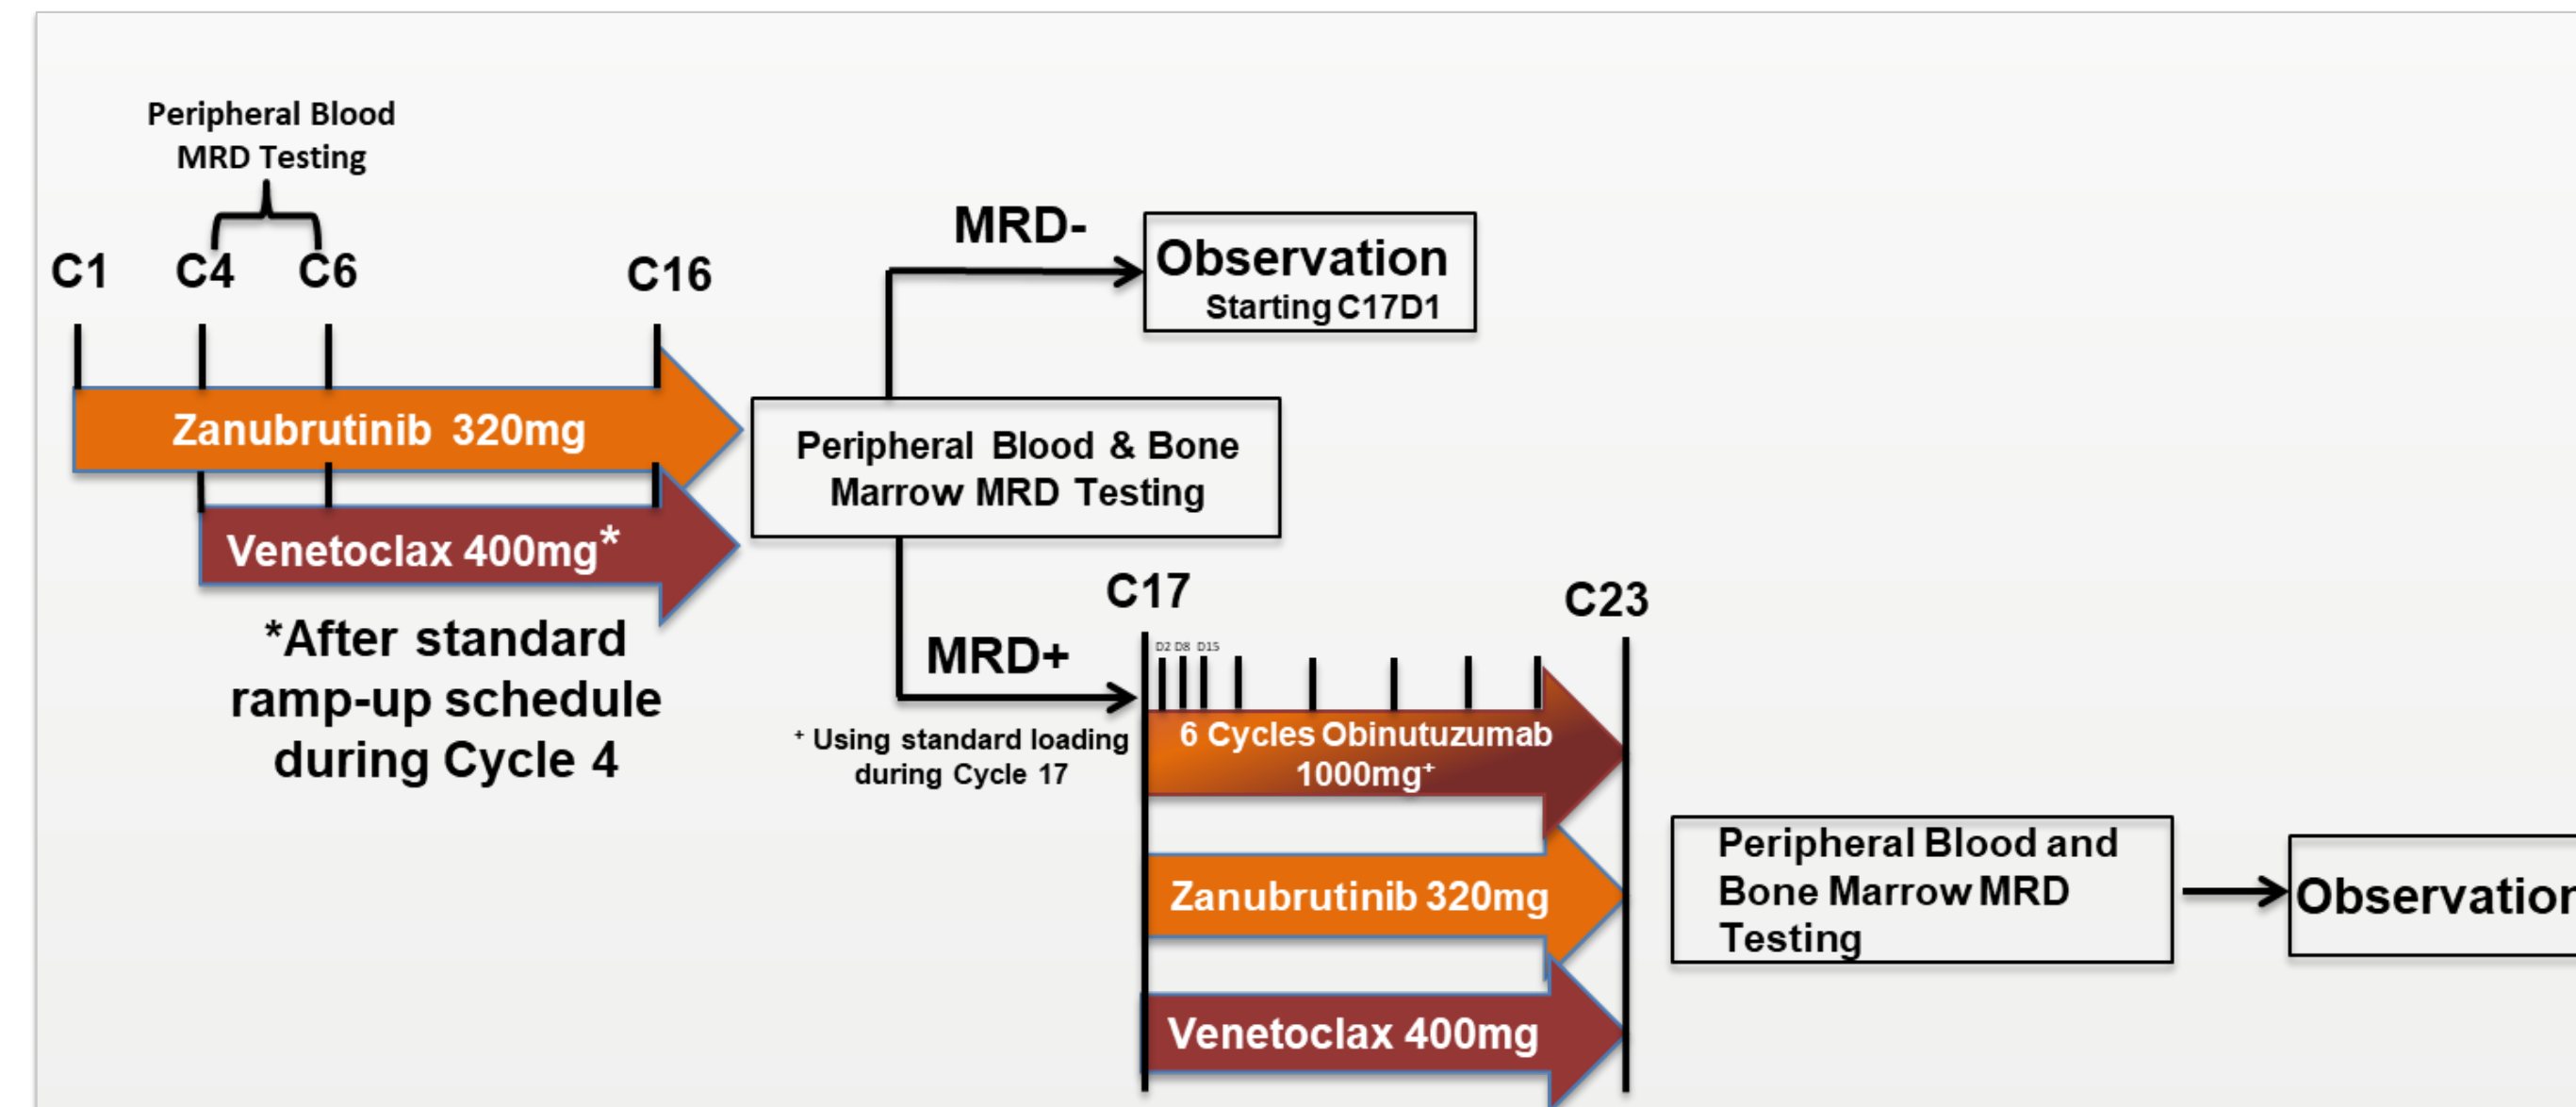 Peripheral Blood
MRD Testing
C1
C4
C6
C16
Zanubrutinib 320mg
Venetoclax 400mg*
*After standard
ramp-up schedule
during Cycle 4
MRD-
Observation
Starting C17D1
Peripheral Blood & Bone
Marrow MRD Testing
MRD+
+ Using standard loading
during Cycle 17
C17
C23
D2 D8 D15
6 Cycles Obinutuzumab
1000mg+
Zanubrutinib 320mg
Venetoclax 400mg
Peripheral Blood and
Bone Marrow MRD
Testing
Observation